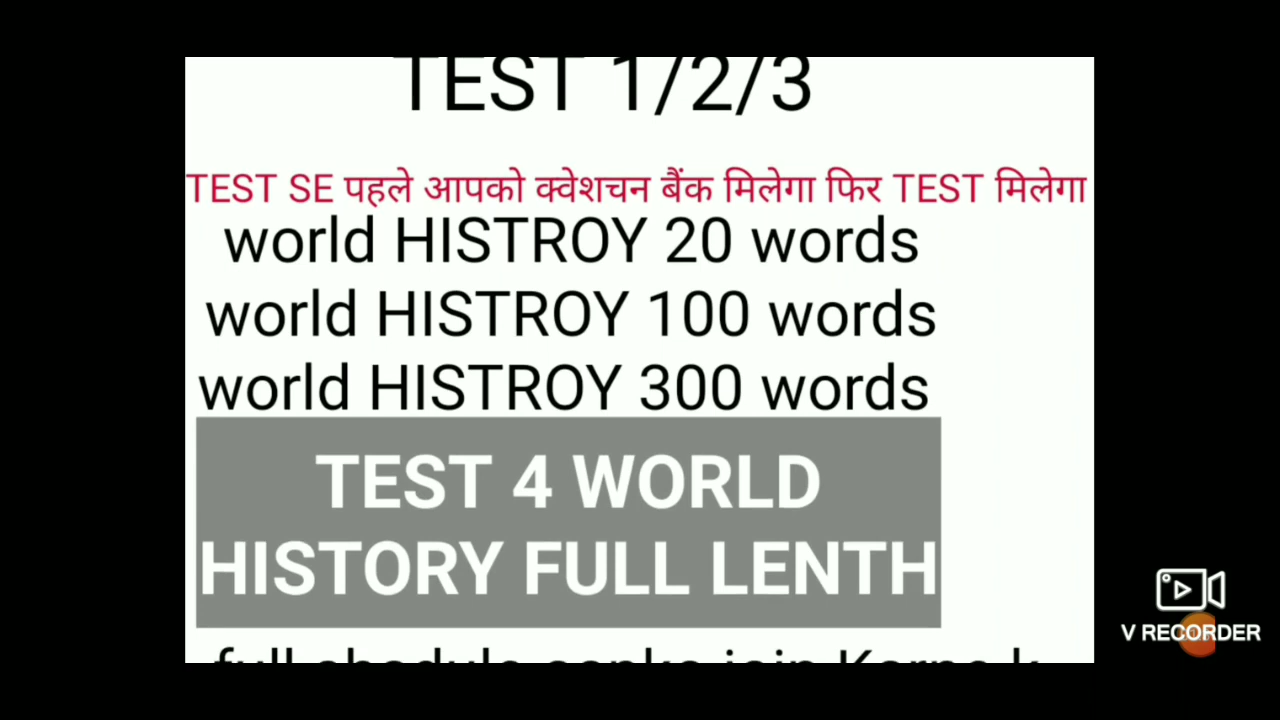 TEST 1/2/3
TEST SE पहले आपको क्वेशचन बैंक मिलेगा फिर TEST मिलेगा
world HISTROY 20 words
world HISTROY 100 words
world HISTROY 300 words
TEST 4 WORLD
HISTORY FULL LENTH
full
V RECORDER